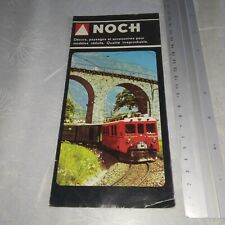 NOCH
Décors, paysages et accessoires pour
modèles réduits. Qualité irréprochable.